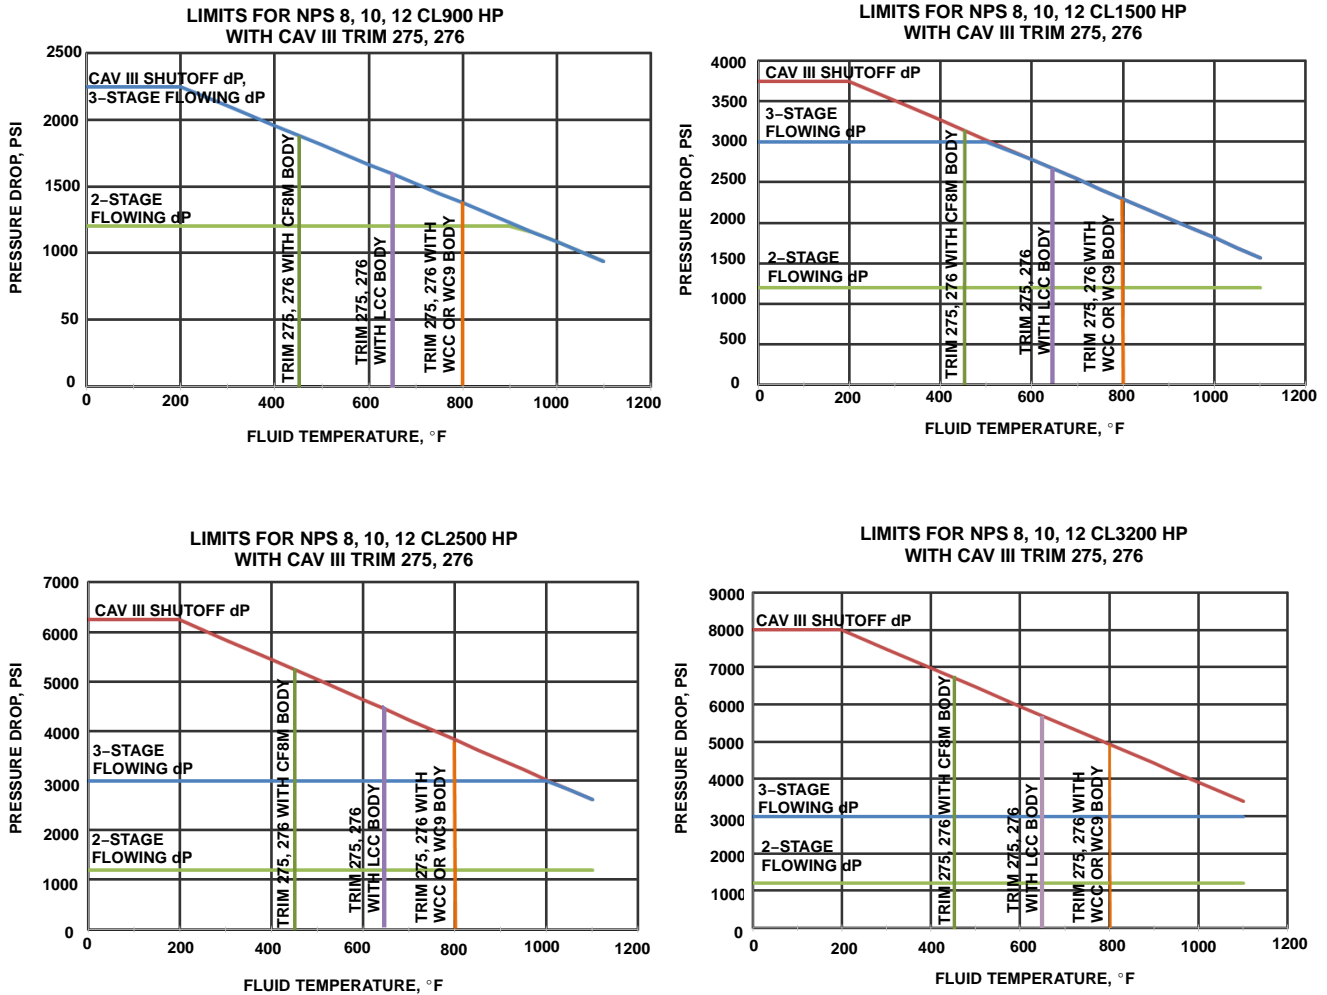 LIMITS FOR NPS 8, 10, 12 CL900 HP
WITH CAV III TRIM 275, 276
2500
2000
1500
1000
50
0
PRESSURE DROP, PSI
CAV III SHUTOFF dP,
3–STAGE FLOWING dP
2–STAGE
FLOWING dP
TRIM 275, 276 WITH CF8M BODY
TRIM 275, 276
WITH LCC BODY
TRIM 275, 276 WITH
WCC OR WC9 BODY
0
200
400
600
800
1000
1200
FLUID TEMPERATURE, °F
LIMITS FOR NPS 8, 10, 12 CL1500 HP
WITH CAV III TRIM 275, 276
4000
3500
3000
2500
2000
1500
1000
500
0
PRESSURE DROP, PSI
CAV III SHUTOFF dP
3–STAGE
FLOWING dP
2–STAGE
FLOWING dP
TRIM 275, 276 WITH CF8M BODY
TRIM 275, 276
WITH LCC BODY
TRIM 275, 276 WITH
WCC OR WC9 BODY
0
200
400
600
800
1000
1200
FLUID TEMPERATURE, °F
LIMITS FOR NPS 8, 10, 12 CL2500 HP
WITH CAV III TRIM 275, 276
7000
6000
5000
4000
3000
2000
1000
0
PRESSURE DROP, PSI
CAV III SHUTOFF dP
3–STAGE
FLOWING dP
2–STAGE
FLOWING dP
TRIM 275, 276 WITH CF8M BODY
TRIM 275, 276
WITH LCC BODY
TRIM 275, 276 WITH
WCC OR WC9 BODY
0
200
400
600
800
1000
1200
FLUID TEMPERATURE, °F
LIMITS FOR NPS 8, 10, 12 CL3200 HP
WITH CAV III TRIM 275, 276
9000
8000
7000
6000
5000
4000
3000
2000
1000
0
PRESSURE DROP, PSI
CAV III SHUTOFF dP
3–STAGE
FLOWING dP
2–STAGE
FLOWING dP
TRIM 275, 276 WITH CF8M BODY
TRIM 275, 276
WITH LCC BODY
TRIM 275, 276 WITH
WCC OR WC9 BODY
0
200
400
600
800
1000
1200
FLUID TEMPERATURE, °F